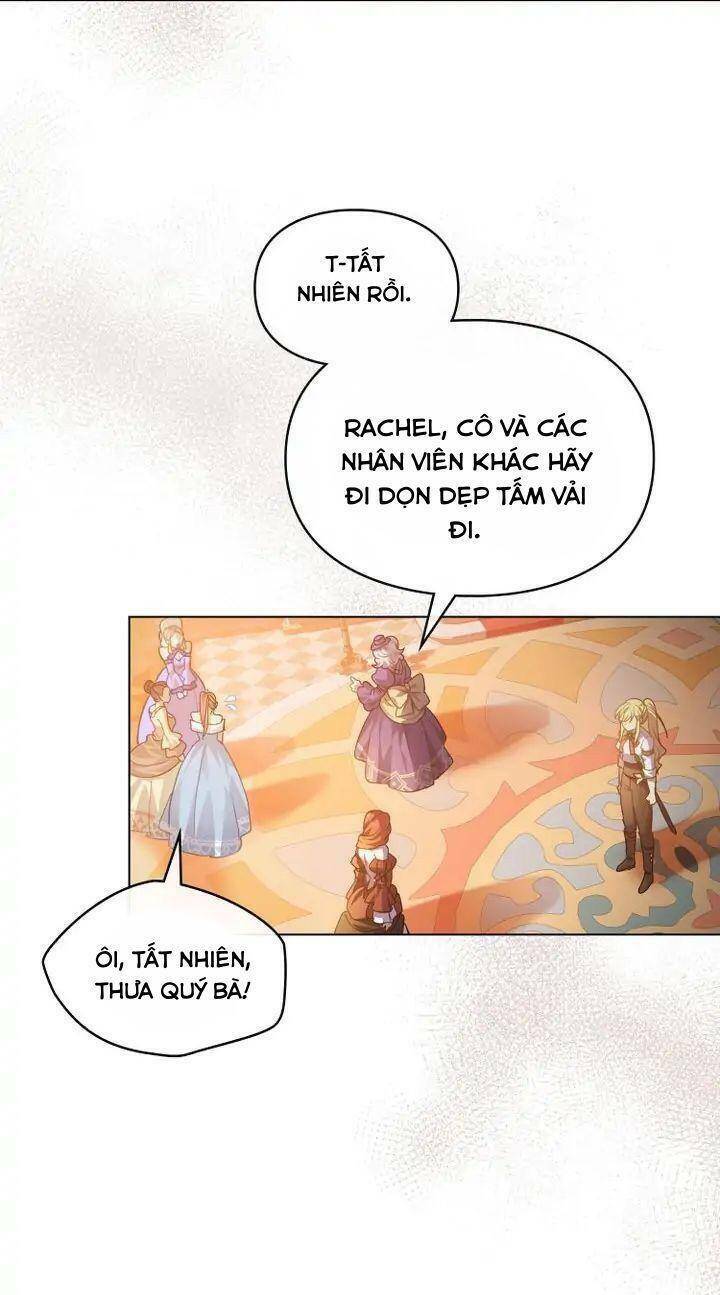 T-TẤT
NHIÊN RỒI.
RACHEL, CÔ VÀ CÁC
NHÂN VIÊN KHÁC HÃY
ĐI DỌN DẸP TẤM VẢI
ĐI.
ÔI, TẤT NHIÊN,
THƯA QUÝ BÀ!